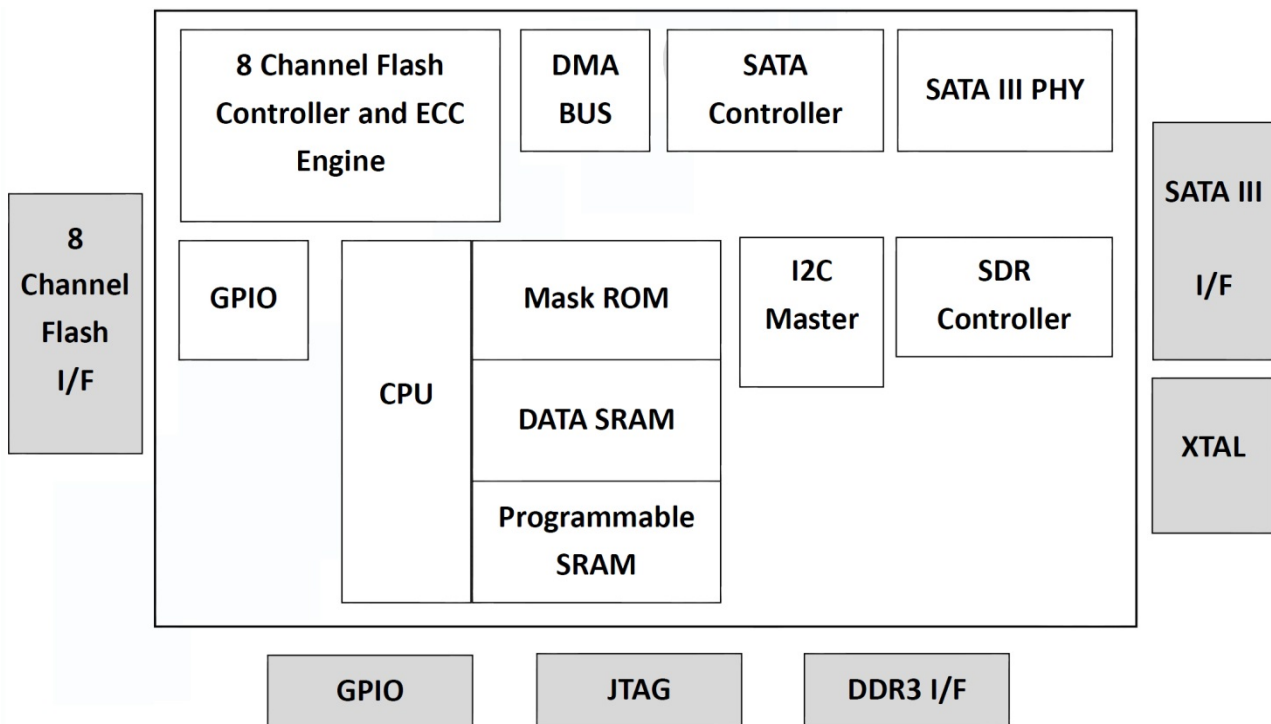 8 Channel Flash
Controller and ECC
Engine
DMA
BUS
SATA
Controller
SATA III PHY
8
Channel
Flash
I/F
GPIO
CPU
Mask ROM
DATA SRAM
Programmable
SRAM
I2C
Master
SDR
Controller
SATA III
I/F
XTAL
GPIO
JTAG
DDR3 I/F